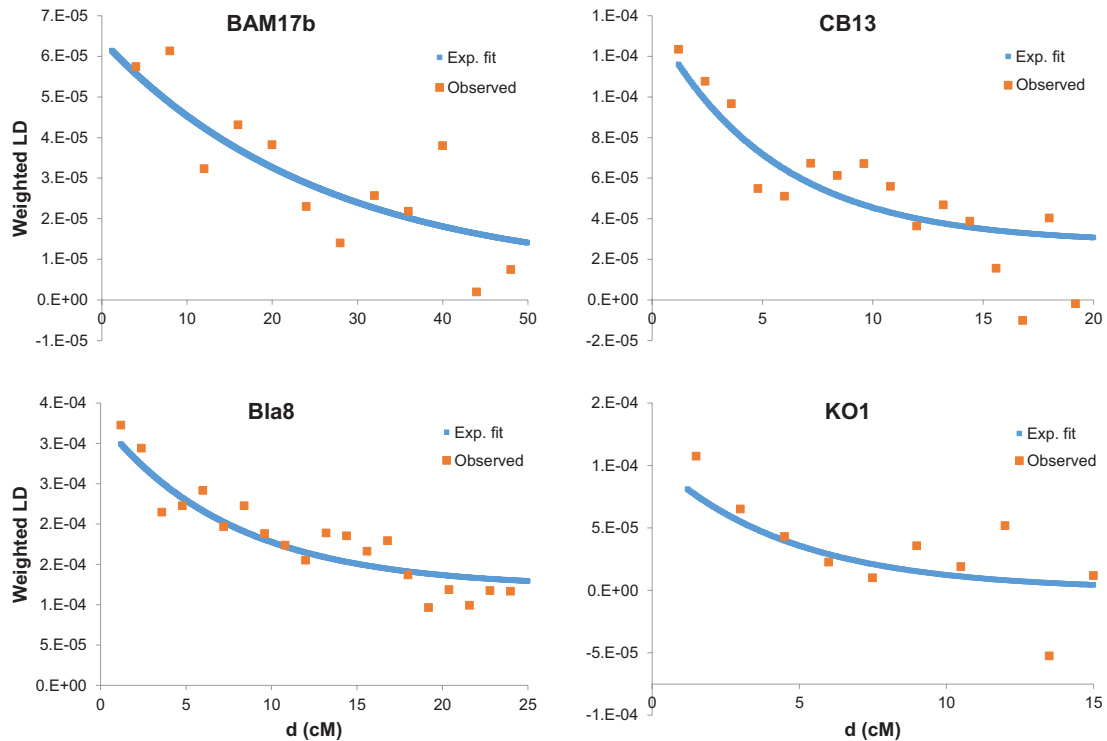 BAM17b
Weighted LD
7.E-05
6.E-05
5.E-05
4.E-05
3.E-05
2.E-05
1.E-05
0.E+00
-1.E-05
0 10 20 30 40 50
Exp. fit
Observed
CB13
1.E-04
1.E-04
1.E-04
8.E-05
6.E-05
4.E-05
2.E-05
0.E+00
-2.E-05
0 5 10 15 20
Exp. fit
Observed
Bla8
Weighted LD
4.E-04
3.E-04
3.E-04
2.E-04
2.E-04
1.E-04
5.E-05
0.E+00
0 5 10 15 20 25
d (cM)
Exp. fit
Observed
KO1
2.E-04
1.E-04
5.E-05
0.E+00
-5.E-05
-1.E-04
0 5 10 15
d (cM)
Exp. fit
Observed